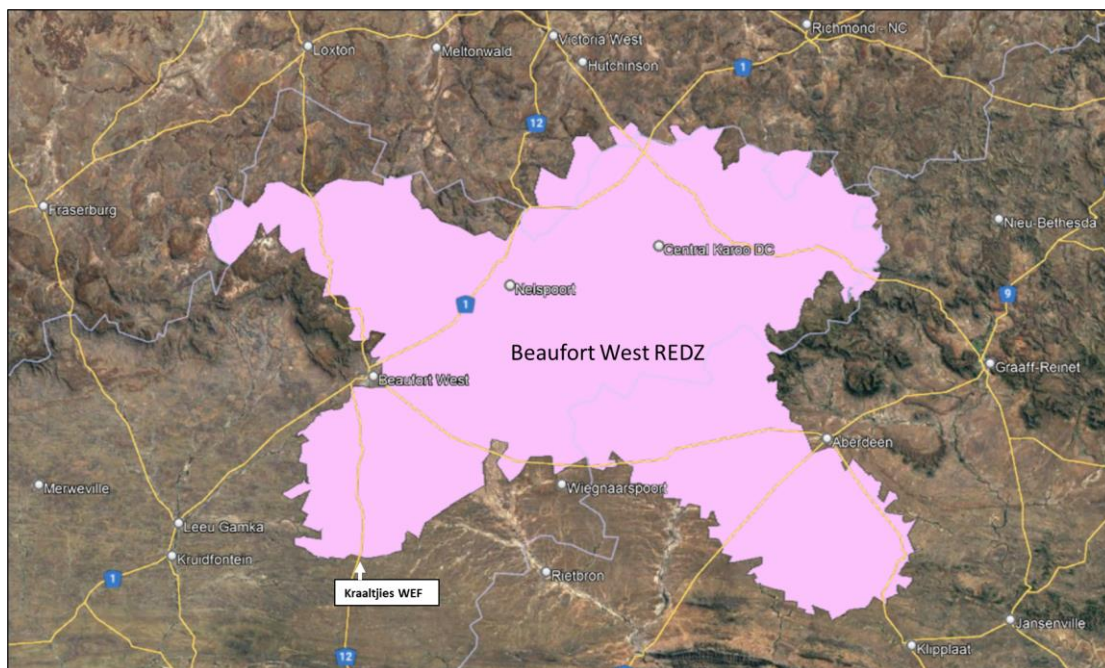 Loxton
Meltonwald
Victoria West
Hutchinson
Richmond - NC
1
12
Fraserburg
Nieu-Bethesda
Central Karoo DC
Nelspoort
9
1
Beaufort West REDZ
Graaff-Reinet
Beaufort West
Aberdeen
Merweville
Wiegnaarspoort
Leeu Gamka
Kruidfontein
Rietbron
1
Kraaltjies WEF
Jansenville
Klipplaat
12